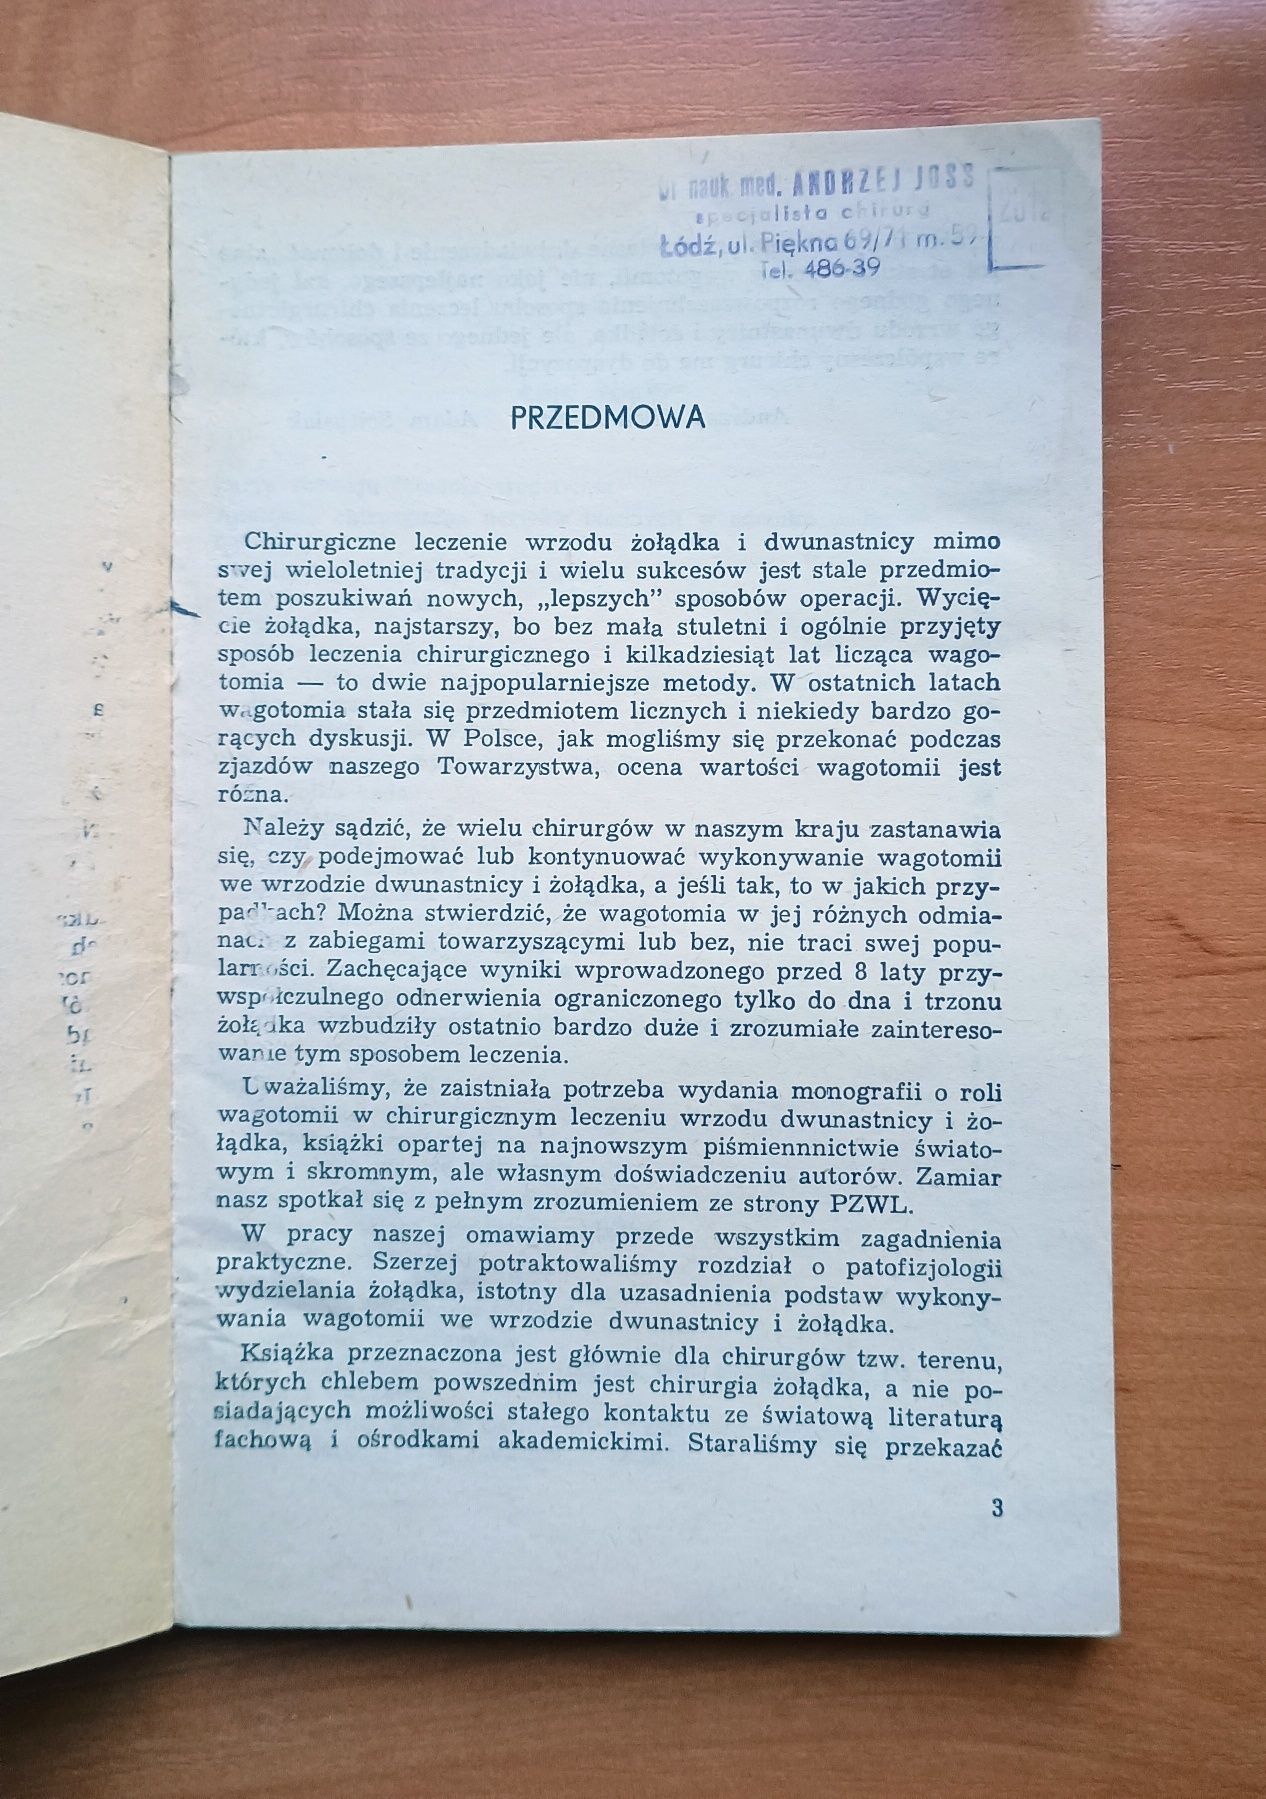 Dr nauk med. ANDRZEJ JOSS
specjalista chirurg
Łódź, ul. Piękna 69/71 m. 59
Tel. 486-39
PRZEDMOWA
Chirurgiczne leczenie wrzodu żołądka i dwunastnicy mimo
swej wieloletniej tradycji i wielu sukcesów jest stale przedmio-
tem poszukiwań nowych, „lepszych” sposobów operacji. Wycię-
cie żołądka, najstarszy, bo bez mała stuletni i ogólnie przyjęty
sposób leczenia chirurgicznego i kilkadziesiąt lat licząca wago-
tomia — to dwie najpopularniejsze metody. W ostatnich latach
wagotomia stała się przedmiotem licznych i niekiedy bardzo go-
rących dyskusji. W Polsce, jak mogliśmy się przekonać podczas
zjazdów naszego Towarzystwa, ocena wartości wagotomii jest
różna.
Należy sądzić, że wielu chirurgów w naszym kraju zastanawia
się, czy podejmować lub kontynuować wykonywanie wagotomii
we wrzodzie dwunastnicy i żołądka, a jeśli tak, to w jakich przy-
padkach? Można stwierdzić, że wagotomia w jej różnych odmia-
nach z zabiegami towarzyszącymi lub bez, nie traci swej popu-
larności. Zachęcające wyniki wprowadzonego przed 8 laty przy-
współczulnego odnerwienia ograniczonego tylko do dna i trzonu
żołądka wzbudziły ostatnio bardzo duże i zrozumiałe zaintereso-
wanie tym sposobem leczenia.
Uważaliśmy, że zaistniała potrzeba wydania monografii o roli
wagotomii w chirurgicznym leczeniu wrzodu dwunastnicy i żo-
łądka, książki opartej na najnowszym piśmiennnictwie świato-
wym i skromnym, ale własnym doświadczeniu autorów. Zamiar
nasz spotkał się z pełnym zrozumieniem ze strony PZWL.
W pracy naszej omawiamy przede wszystkim zagadnienia
praktyczne. Szerzej potraktowaliśmy rozdział o patofizjologii
wydzielania żołądka, istotny dla uzasadnienia podstaw wykony-
wania wagotomii we wrzodzie dwunastnicy i żołądka.
Książka przeznaczona jest głównie dla chirurgów tzw. terenu,
których chlebem powszednim jest chirurgia żołądka, a nie po-
siadających możliwości stałego kontaktu ze światową literaturą
fachową i ośrodkami akademickimi. Staraliśmy się przekazać
3